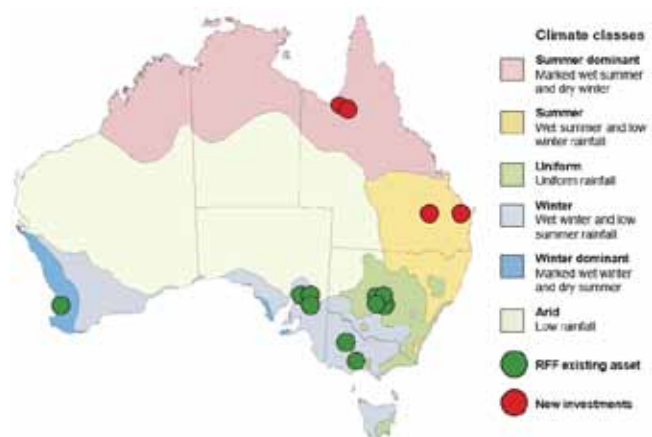 Climate classes
Summer dominant
Marked wet summer
and dry winter
Summer
Wet summer and low
winter rainfall
Uniform
Uniform rainfall
Winter
Wet winter and low
summer rainfall
Winter dominant
Marked wet winter
and dry summer
Arid
Low rainfall
RFF existing asset
New investments